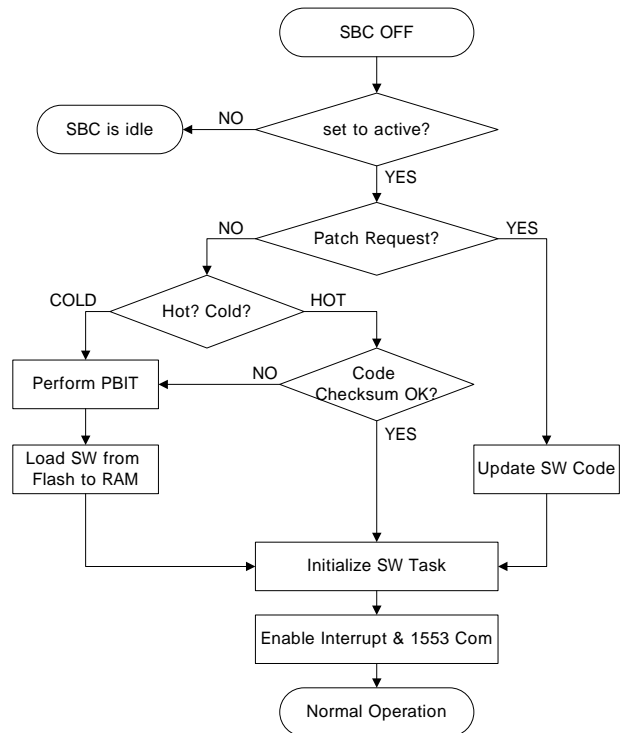 SBC OFF
set to active?
NO
SBC is idle
YES
Patch Request?
NO
YES
Hot? Cold?
COLD
HOT
Perform PBIT
NO
Code
Checksum OK?
YES
Load SW from
Flash to RAM
Update SW Code
Initialize SW Task
Enable Interrupt & 1553 Com
Normal Operation